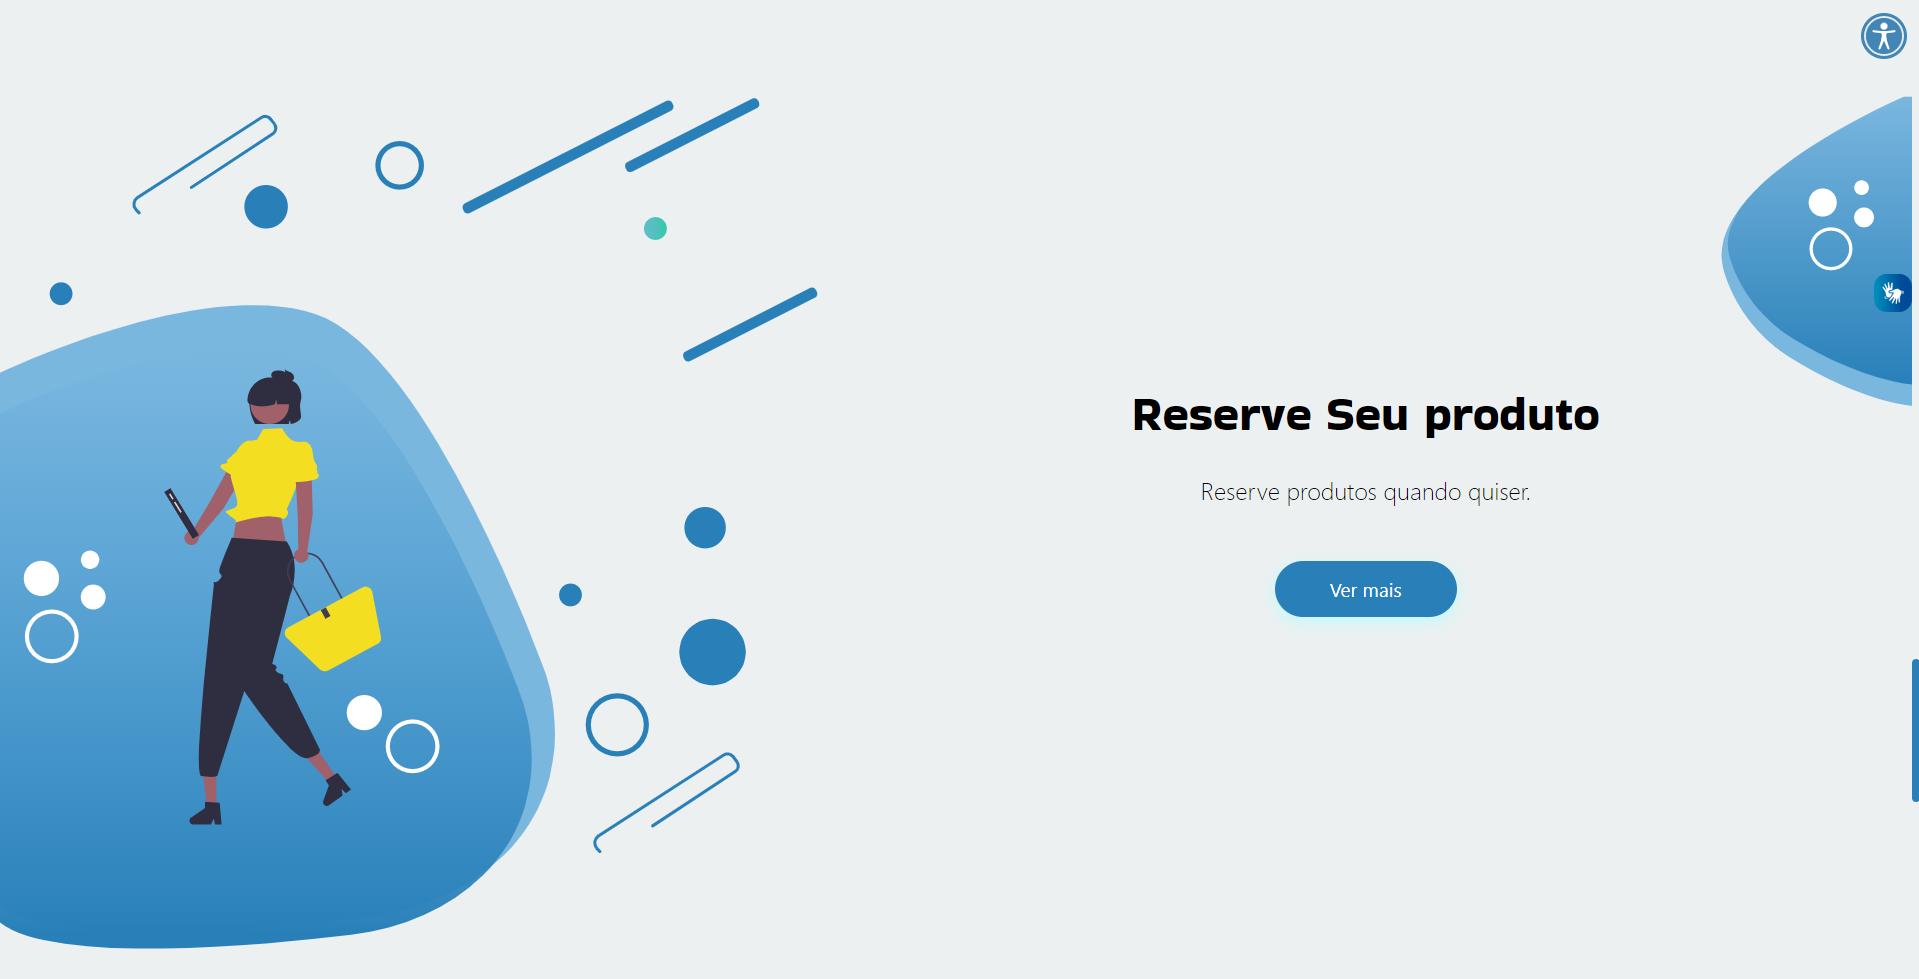 Reserve Seu produto
Reserve produtos quando quiser.
Ver mais